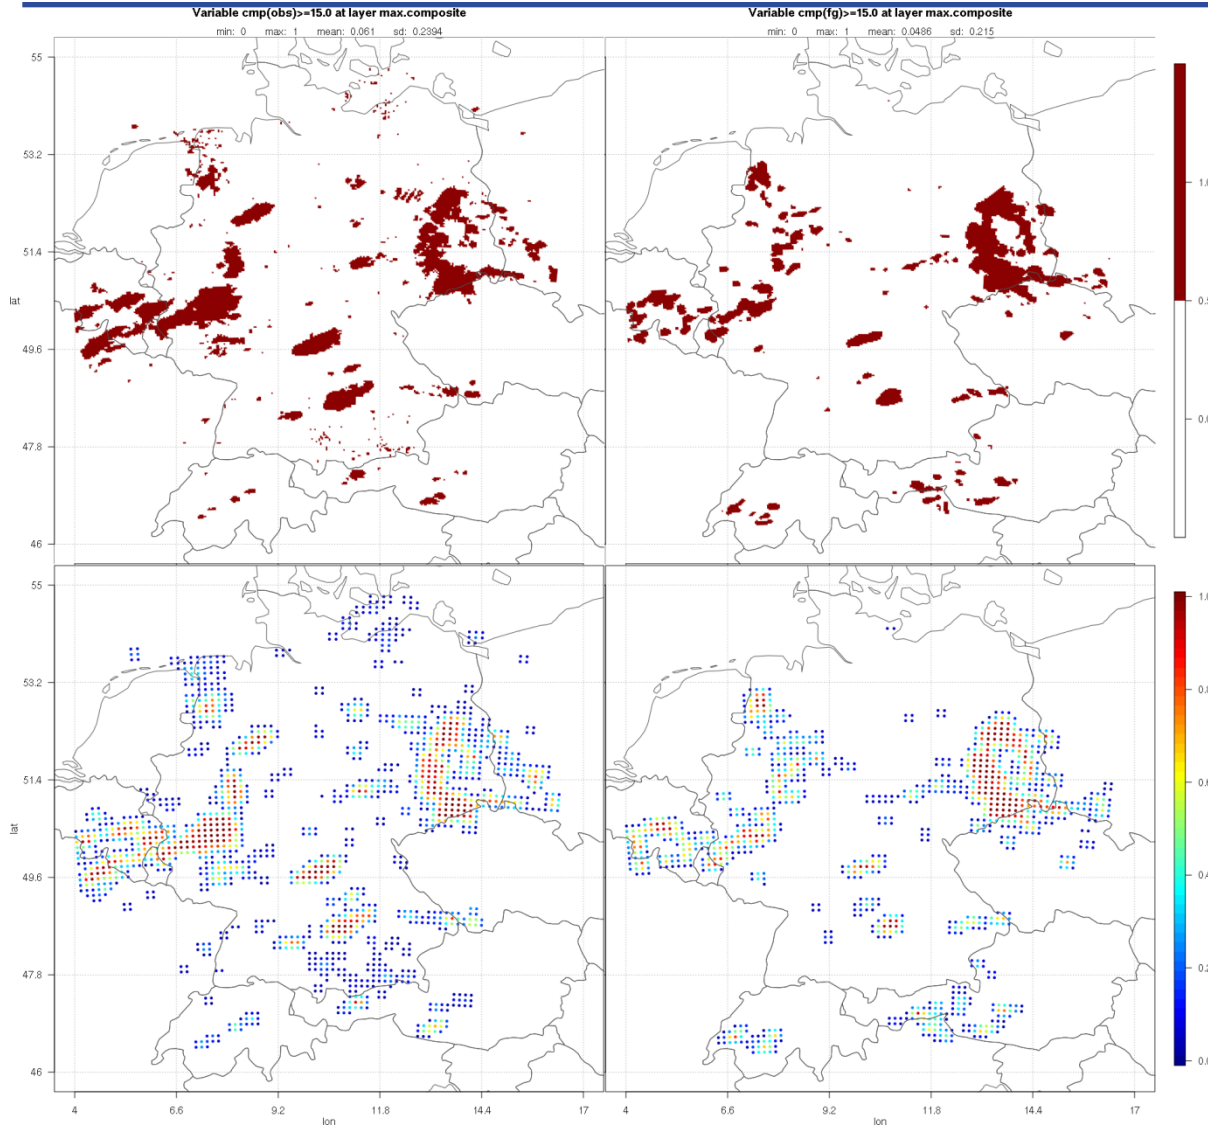 Variable cmp(obs)>=15.0 at layer max.composite
min: 0 max: 1 mean: 0.061 sd: 0.2394
Variable cmp(fg)>=15.0 at layer max.composite
min: 0 max: 1 mean: 0.0486 sd: 0.215
55
53.2
51.4
lat
49.6
47.8
46
55
53.2
51.4
lat
49.6
47.8
46
4 6.6 9.2 11.8 14.4 17
lon
4 6.6 9.2 11.8 14.4 17
lon